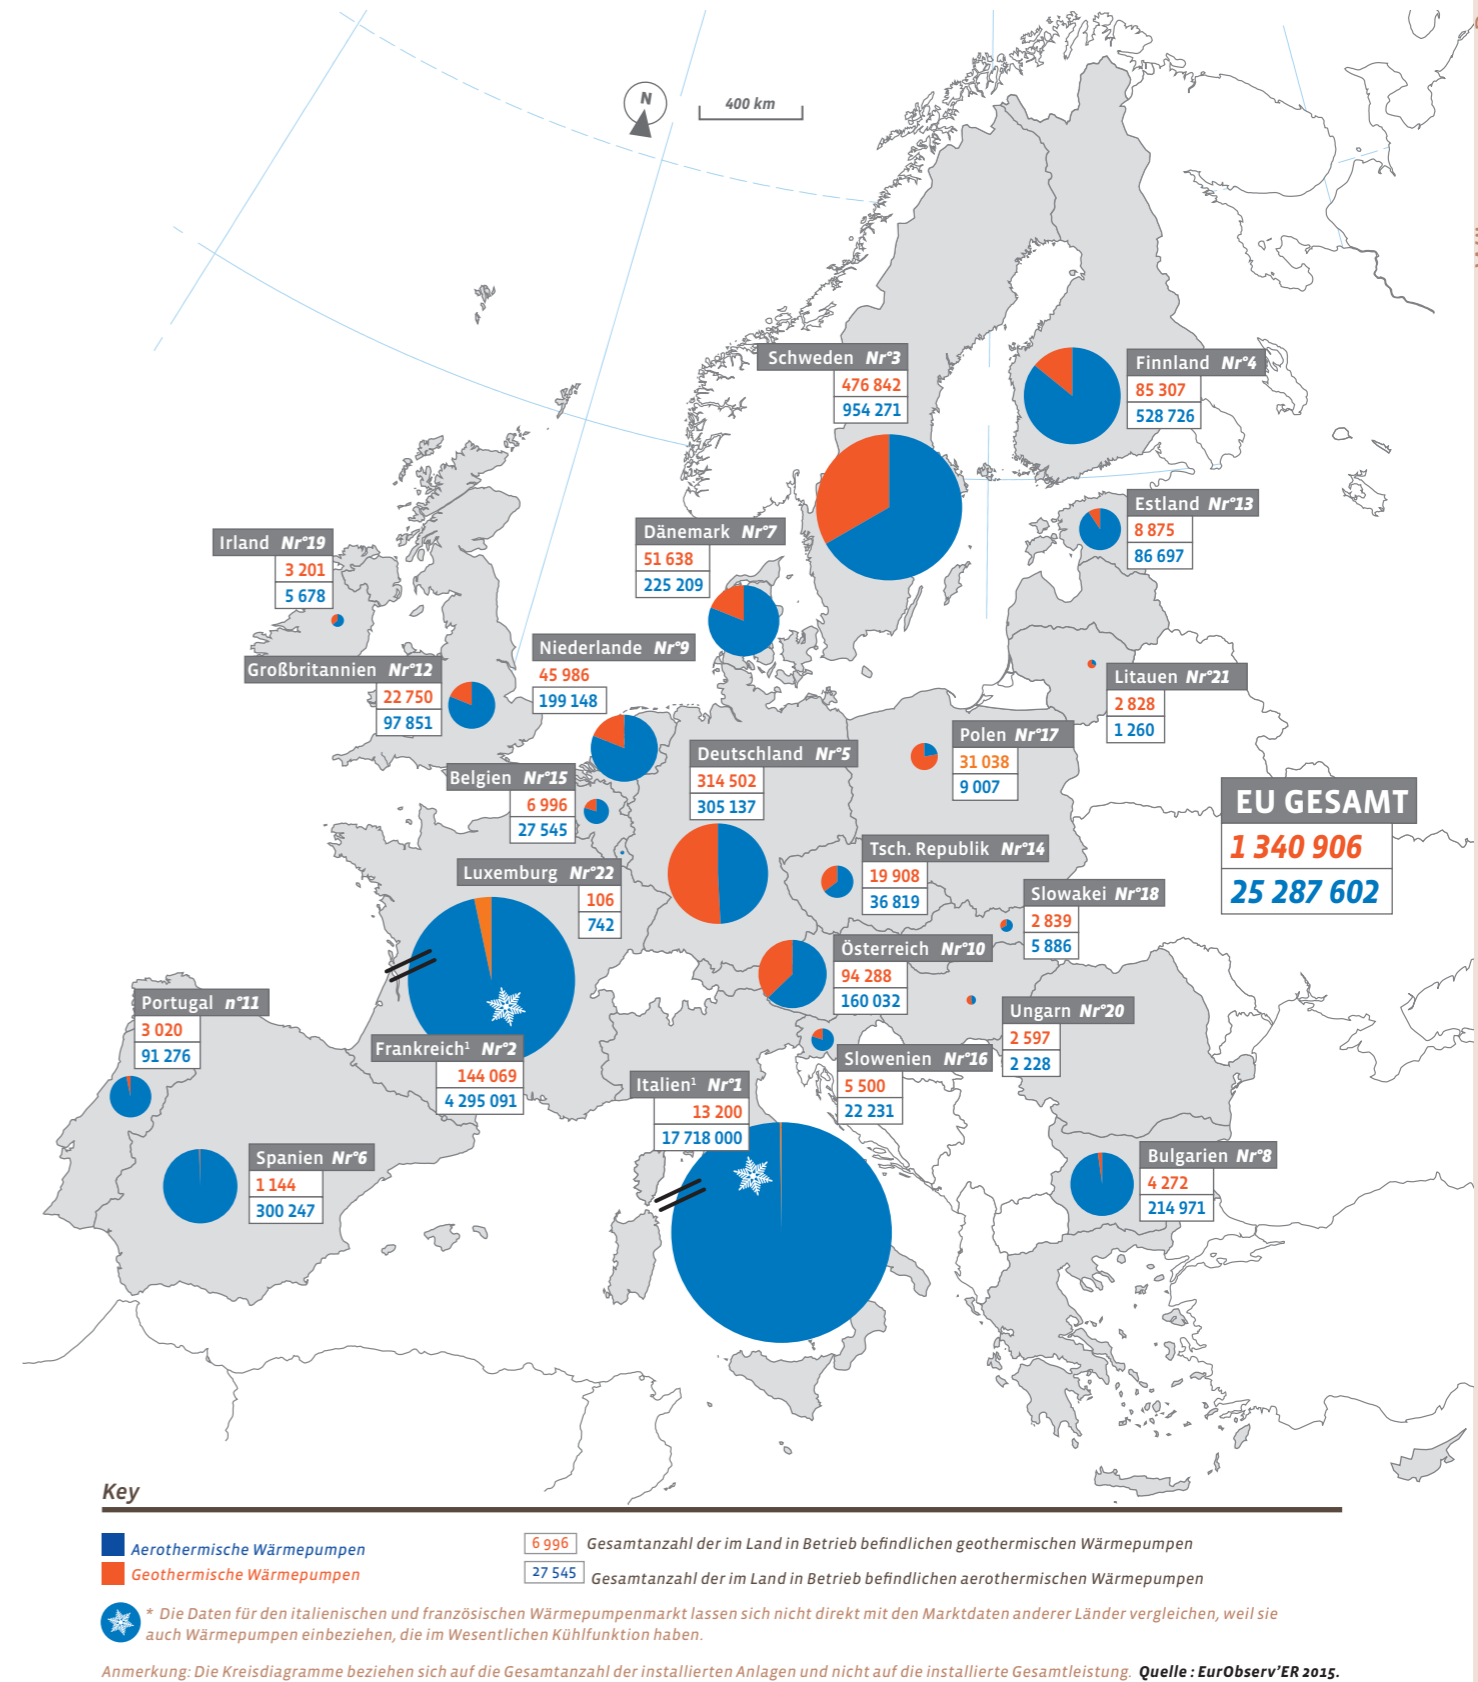 N
400 km
Schweden Nr°3
476 842
954 271
Finnland Nr°4
85 307
528 726
Estland Nr°13
8 875
86 697
Dänemark Nr°7
51 638
225 209
Irland Nr°19
3 201
5 678
Niederlande Nr°9
45 986
199 148
Großbritannien Nr°12
22 750
97 851
Litauen Nr°21
2 828
1 260
Polen Nr°17
31 038
9 007
Deutschland Nr°5
314 502
305 137
Belgien Nr°15
6 996
27 545
EU GESAMT
1 340 906
25 287 602
Tsch. Republik Nr°14
19 908
36 819
Luxemburg Nr°22
106
742
Slowakei Nr°18
2 839
5 886
Österreich Nr°10
94 288
160 032
Portugal n°11
3 020
91 276
Ungarn Nr°20
2 597
2 228
Frankreich¹ Nr°2
144 069
4 295 091
Slowenien Nr°16
5 500
22 231
Italien¹ Nr°1
13 200
17 718 000
Spanien Nr°6
1 144
300 247
Bulgarien Nr°8
4 272
214 971
Key
Aerothermische Wärmepumpen
Geothermische Wärmepumpen
6 996 Gesamtanzahl der im Land in Betrieb befindlichen geothermischen Wärmepumpen
27 545 Gesamtanzahl der im Land in Betrieb befindlichen aerothermischen Wärmepumpen
* Die Daten für den italienischen und französischen Wärmepumpenmarkt lassen sich nicht direkt mit den Marktdaten anderer Länder vergleichen, weil sie
auch Wärmepumpen einbeziehen, die im Wesentlichen Kühlfunktion haben.
Anmerkung: Die Kreisdiagramme beziehen sich auf die Gesamtanzahl der installierten Anlagen und nicht auf die installierte Gesamtleistung. Quelle : EurObserv'ER 2015.